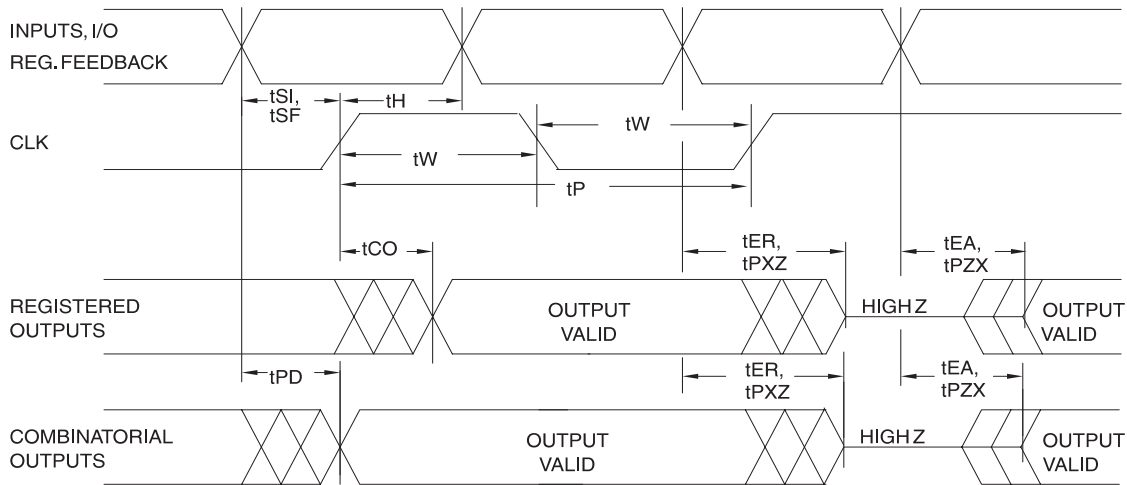 INPUTS, I/O
REG. FEEDBACK
tSI,
tSF
tH
CLK
tW
tW
tP
tCO
tER,
tPXZ
tEA,
tPZX
REGISTERED
OUTPUTS
OUTPUT
VALID
HIGH Z
OUTPUT
VALID
tPD
tER,
tPXZ
tEA,
tPZX
COMBINATORIAL
OUTPUTS
OUTPUT
VALID
HIGH Z
OUTPUT
VALID